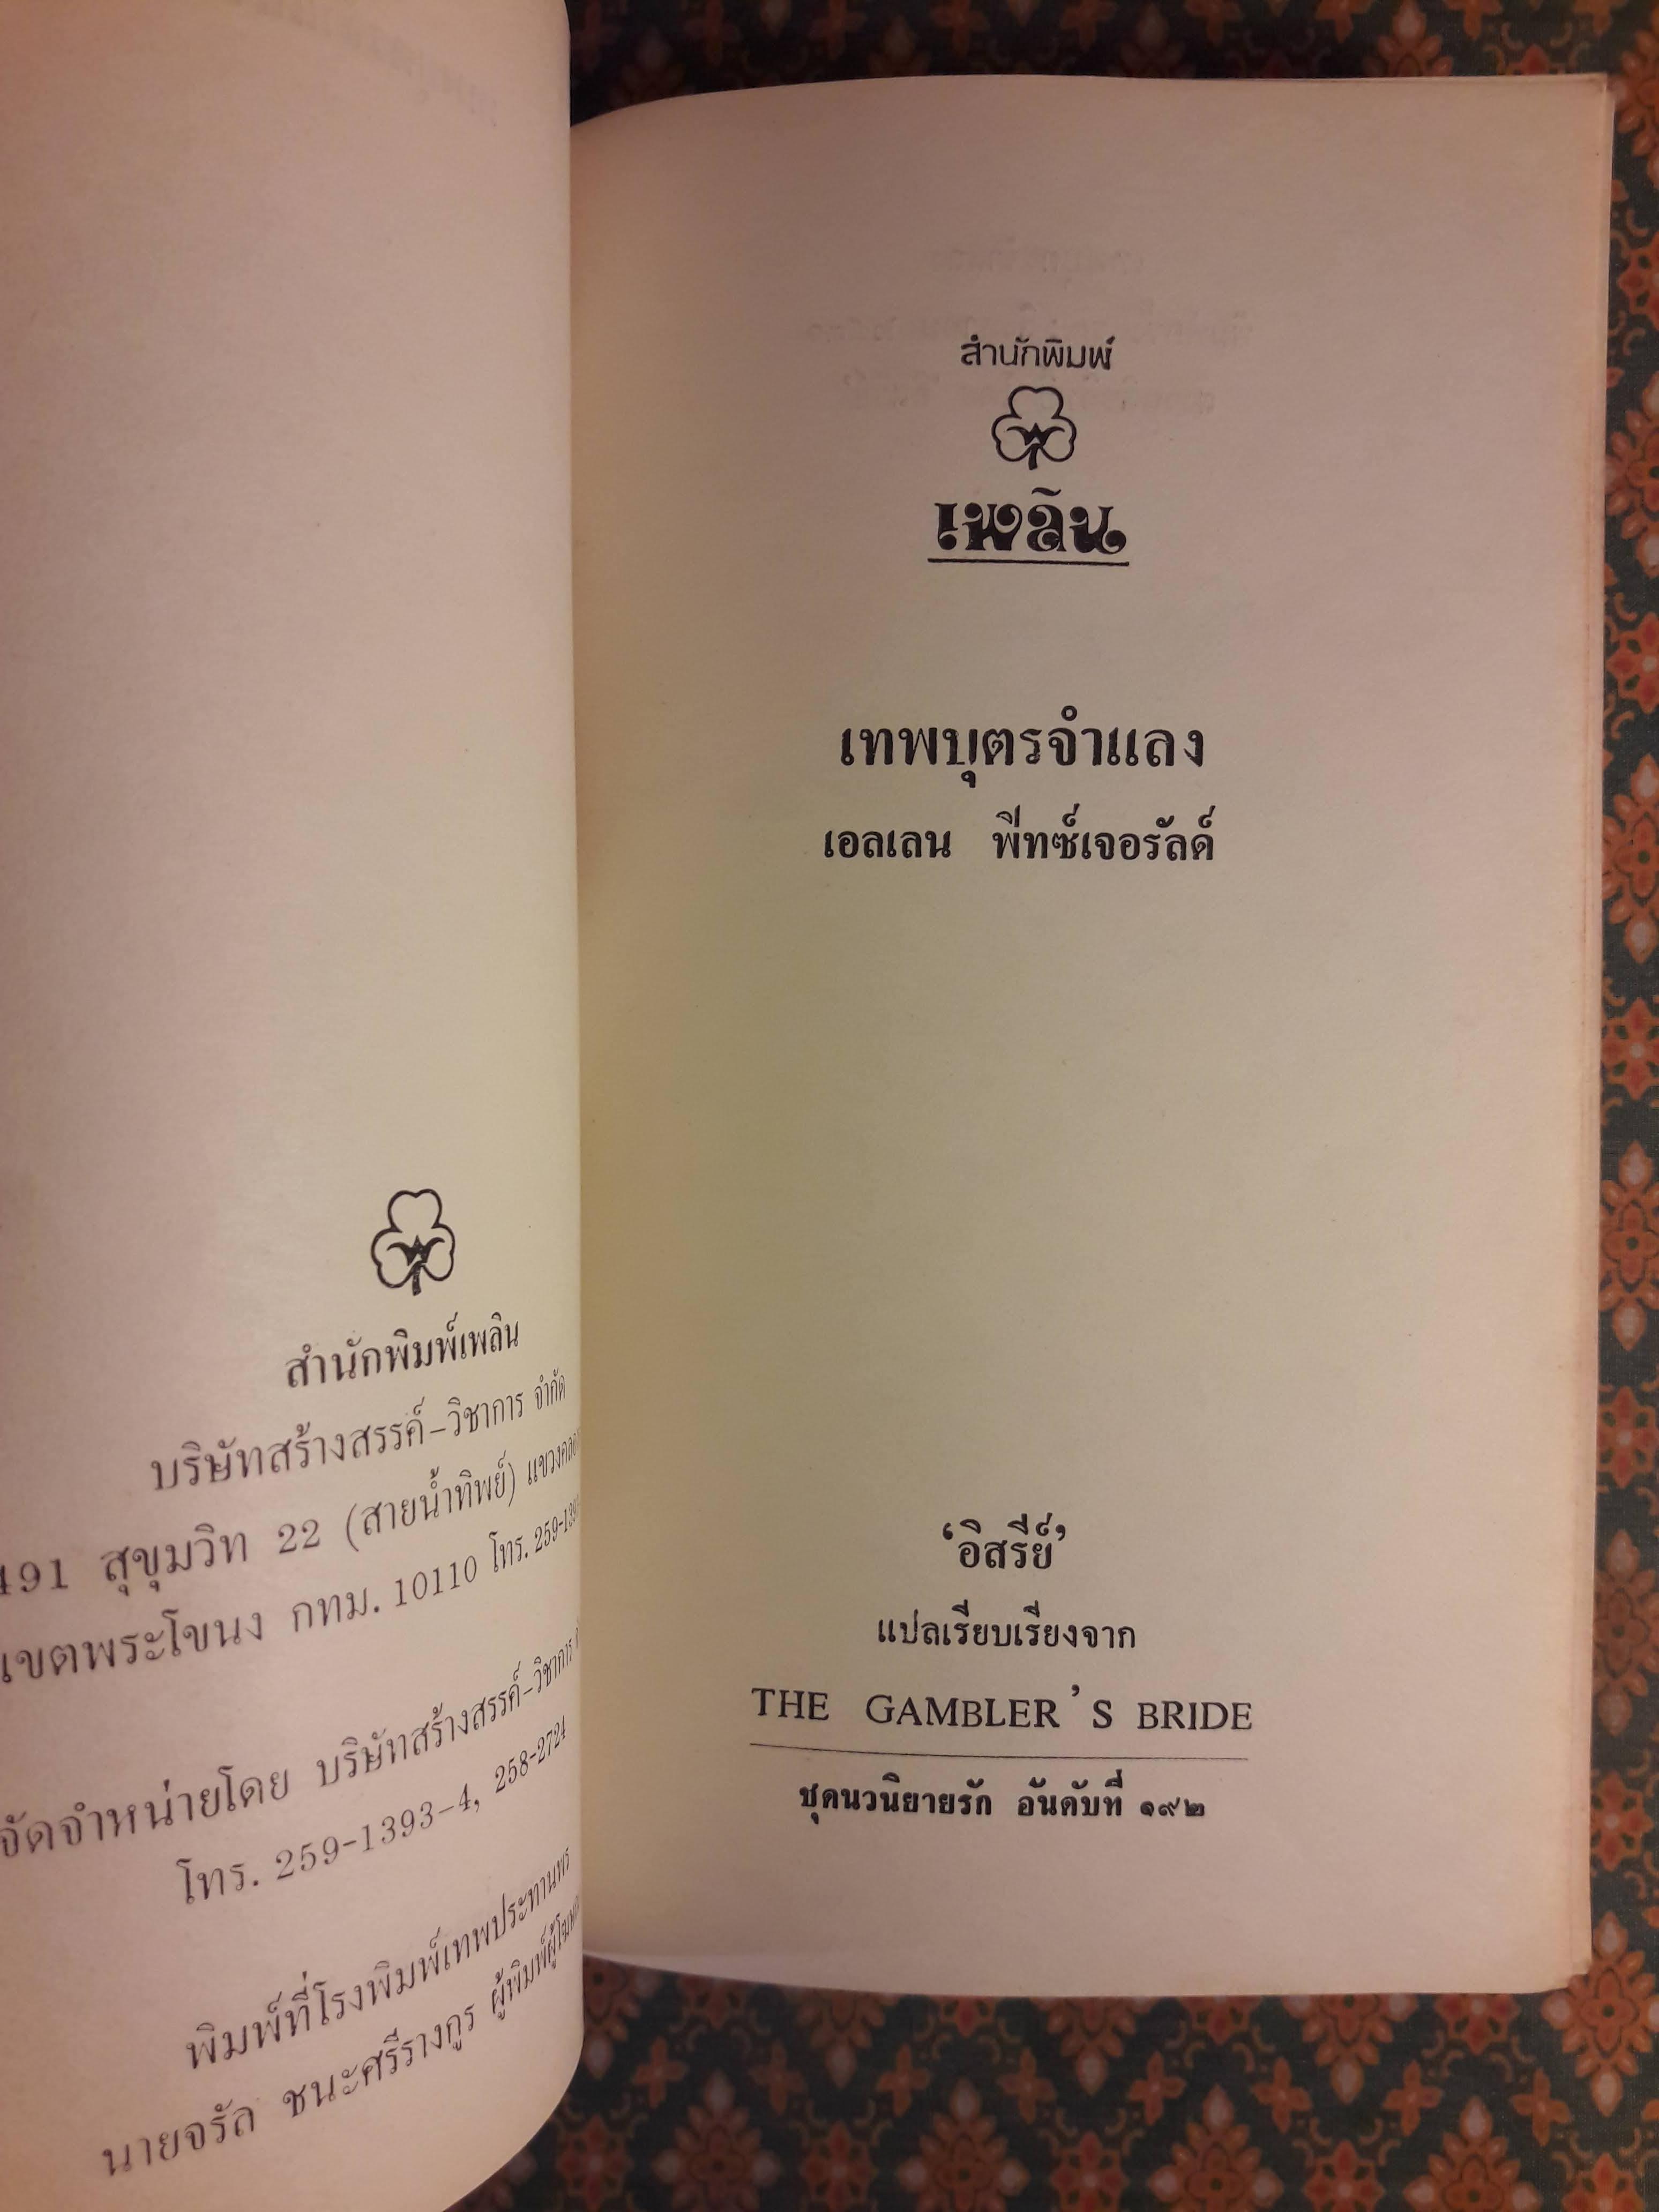 สำนักพิมพ์เพลิน
บริษัทสร้างสรรค์-วิชาการ จำกัด
491 สุขุมวิท 22 (สายน้ำทิพย์)
เขตพระโขนง กทม. 10110 โทร.
จัดจำหน่ายโดย บริษัทสร้างสรรค์-วิชาการ
โทร. 259-1393-4, 258-2724
พิมพ์ที่โรงพิมพ์เทพประทานพร
นายจรัล ชนะศรีรางกูร
สำนักพิมพ์
เพลิน
เทพบุตรจำแลง
เอลเลน พีทซ์เจอรัลด์
‘อิสรีย์’
แปลเรียบเรียงจาก
THE GAMBLER’S BRIDE
ชุดนวนิยายรัก อันดับที่ ๑๙๒